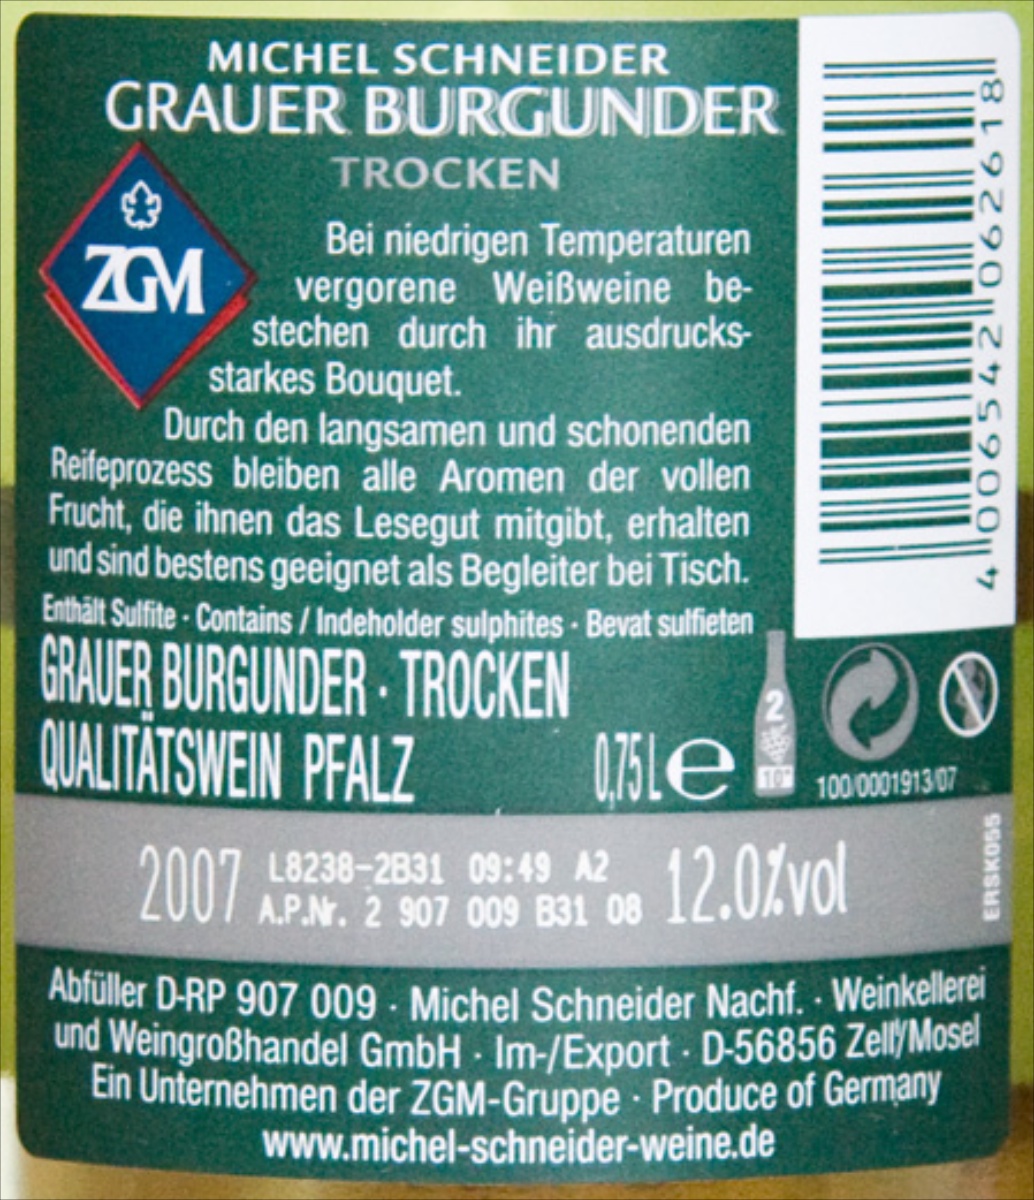 MICHEL SCHNEIDER
GRAUER BURGUNDER
TROCKEN
ZGM
Bei niedrigen Temperaturen
vergorene Weißweine be-
stechen durch ihr ausdrucks-
starkes Bouquet.
Durch den langsamen und schonenden
Reifeprozess bleiben alle Aromen der vollen
Frucht, die ihnen das Lesegut mitgibt, erhalten
und sind bestens geeignet als Begleiter bei Tisch.
Enthält Sulfite · Contains / Indeholder sulphites · Bevat sulfieten
GRAUER BURGUNDER · TROCKEN
QUALITÄTSWEIN PFALZ
0,75 L e
2
10°
100/0001913/07
4 006542 062618
2007 L8238-2B31 09:49 A2 12.0%vol
A.P.Nr. 2 907 009 B31 08
ERSK055
Abfüller D-RP 907 009 · Michel Schneider Nachf. · Weinkellerei
und Weingroßhandel GmbH · Im-/Export · D-56856 Zell/Mosel
Ein Unternehmen der ZGM-Gruppe · Produce of Germany
www.michel-schneider-weine.de